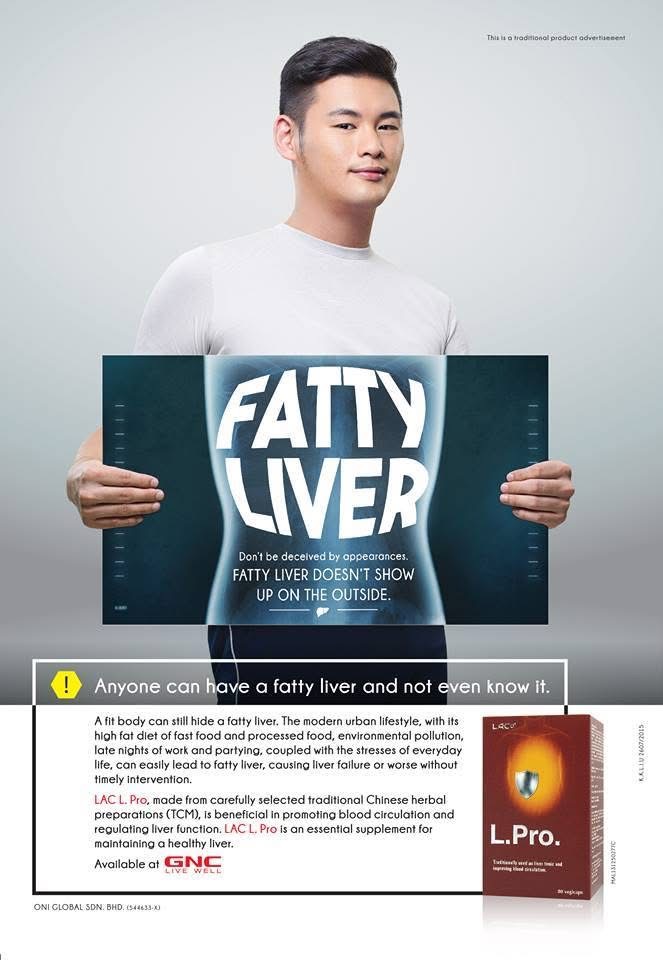 This is a traditional product advertisement
FATTY
LIVER
Don't be deceived by appearances.
FATTY LIVER DOESN'T SHOW
UP ON THE OUTSIDE.
! Anyone can have a fatty liver and not even know it.
A fit body can still hide a fatty liver. The modern urban lifestyle, with its
high fat diet of fast food and processed food, environmental pollution,
late nights of work and partying, coupled with the stresses of everyday
life, can easily lead to fatty liver, causing liver failure or worse without
timely intervention.
LAC L. Pro, made from carefully selected traditional Chinese herbal
preparations (TCM), is beneficial in promoting blood circulation and
regulating liver function. LAC L. Pro is an essential supplement for
maintaining a healthy liver.
Available at GNC
LIVE WELL
LAC
L.Pro.
Traditionally used as liver tonic and
improving blood circulation.
K.K.L.I.U 2607/2015
ONI GLOBAL SDN. BHD. (544633-X)